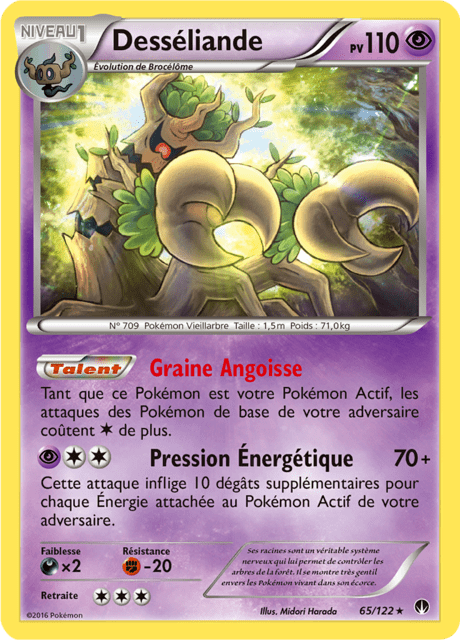 NIVEAU 1
Desséliande
PV 110
Évolution de Brocélôme
N° 709 Pokémon Vieillarbre Taille : 1,5m Poids : 71,0kg
Talent Graine Angoisse
Tant que ce Pokémon est votre Pokémon Actif, les
attaques des Pokémon de base de votre adversaire
coûtent de plus.
Pression Énergétique 70+
Cette attaque inflige 10 dégâts supplémentaires pour
chaque Énergie attachée au Pokémon Actif de votre
adversaire.
Faiblesse Résistance
×2 -20
Retraite
Ses racines sont un véritable système
nerveux qui lui permet de contrôler les
arbres de la forêt. Il se montre très gentil
envers les Pokémon vivant dans son écorce.
©2016 Pokémon
Illus. Midori Harada 65/122 ★